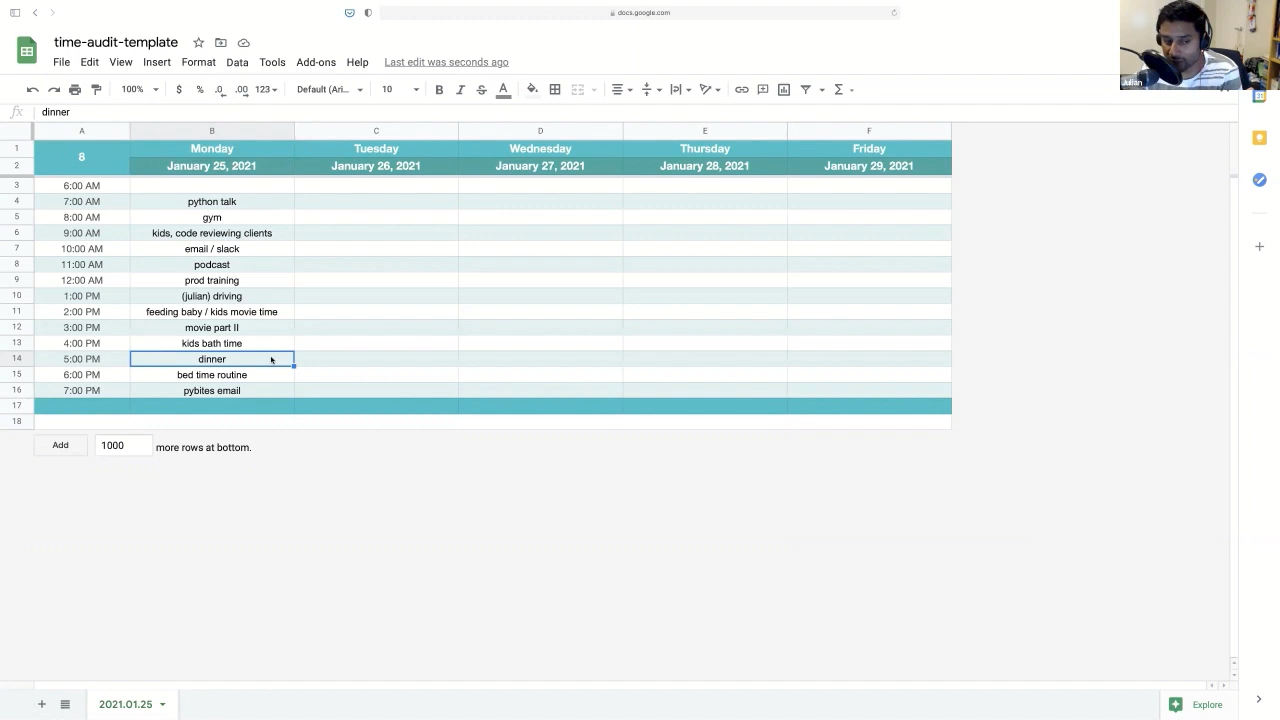 docs.google.com
time-audit-template
File Edit View Insert Format Data Tools Add-ons Help Last edit was seconds ago
100% $ % .0 .00 123 Default (Ari... 10 B I S A Σ
Julian
31
fx dinner
A B C D E F
1 8 Monday Tuesday Wednesday Thursday Friday
2 January 25, 2021 January 26, 2021 January 27, 2021 January 28, 2021 January 29, 2021
3 6:00 AM
4 7:00 AM python talk
5 8:00 AM gym
6 9:00 AM kids, code reviewing clients
7 10:00 AM email / slack
8 11:00 AM podcast
9 12:00 AM prod training
10 1:00 PM (julian) driving
11 2:00 PM feeding baby / kids movie time
12 3:00 PM movie part II
13 4:00 PM kids bath time
14 5:00 PM dinner
15 6:00 PM bed time routine
16 7:00 PM pybites email
17
18
Add 1000 more rows at bottom.
2021.01.25 Explore